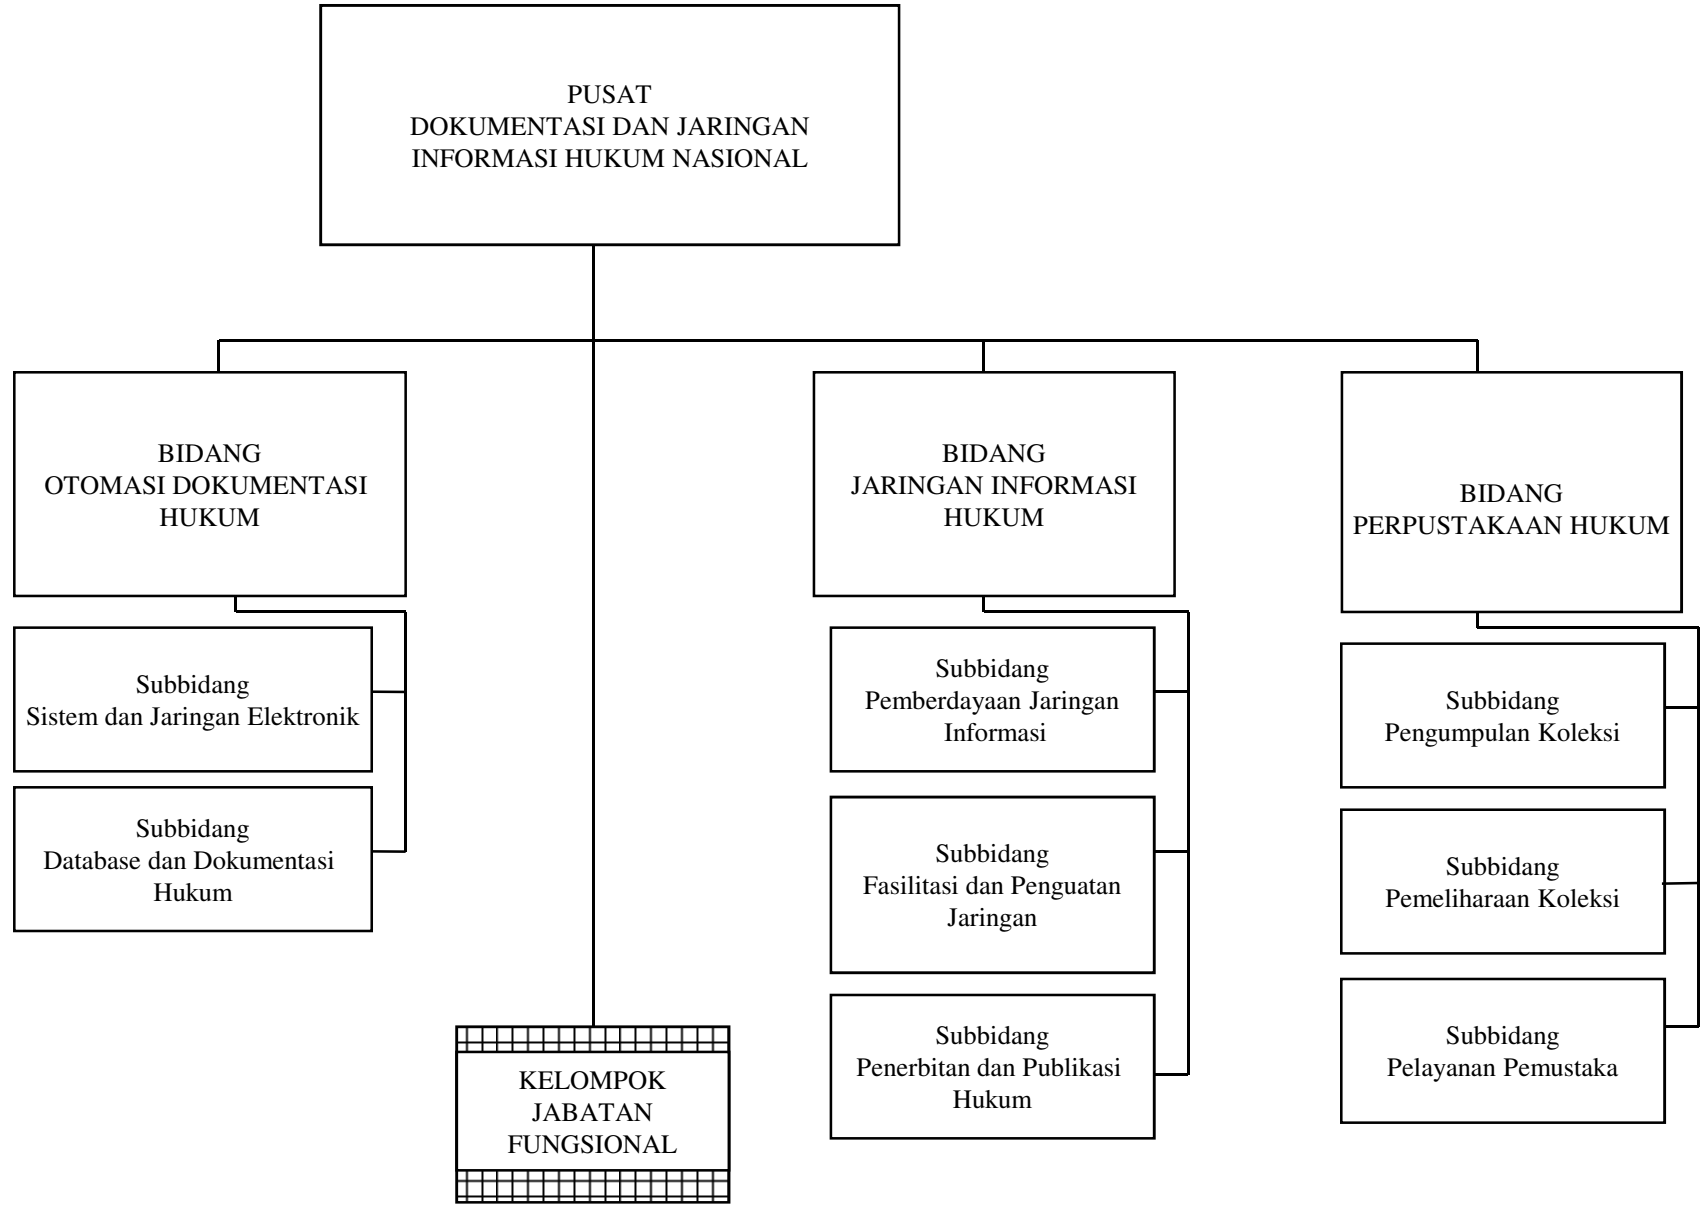 PUSAT
DOKUMENTASI DAN JARINGAN
INFORMASI HUKUM NASIONAL
BIDANG
OTOMASI DOKUMENTASI
HUKUM
Subbidang
Sistem dan Jaringan Elektronik
Subbidang
Database dan Dokumentasi
Hukum
KELOMPOK
JABATAN
FUNGSIONAL
BIDANG
JARINGAN INFORMASI
HUKUM
Subbidang
Pemberdayaan Jaringan
Informasi
Subbidang
Fasilitasi dan Penguatan
Jaringan
Subbidang
Penerbitan dan Publikasi
Hukum
BIDANG
PERPUSTAKAAN HUKUM
Subbidang
Pengumpulan Koleksi
Subbidang
Pemeliharaan Koleksi
Subbidang
Pelayanan Pemustaka